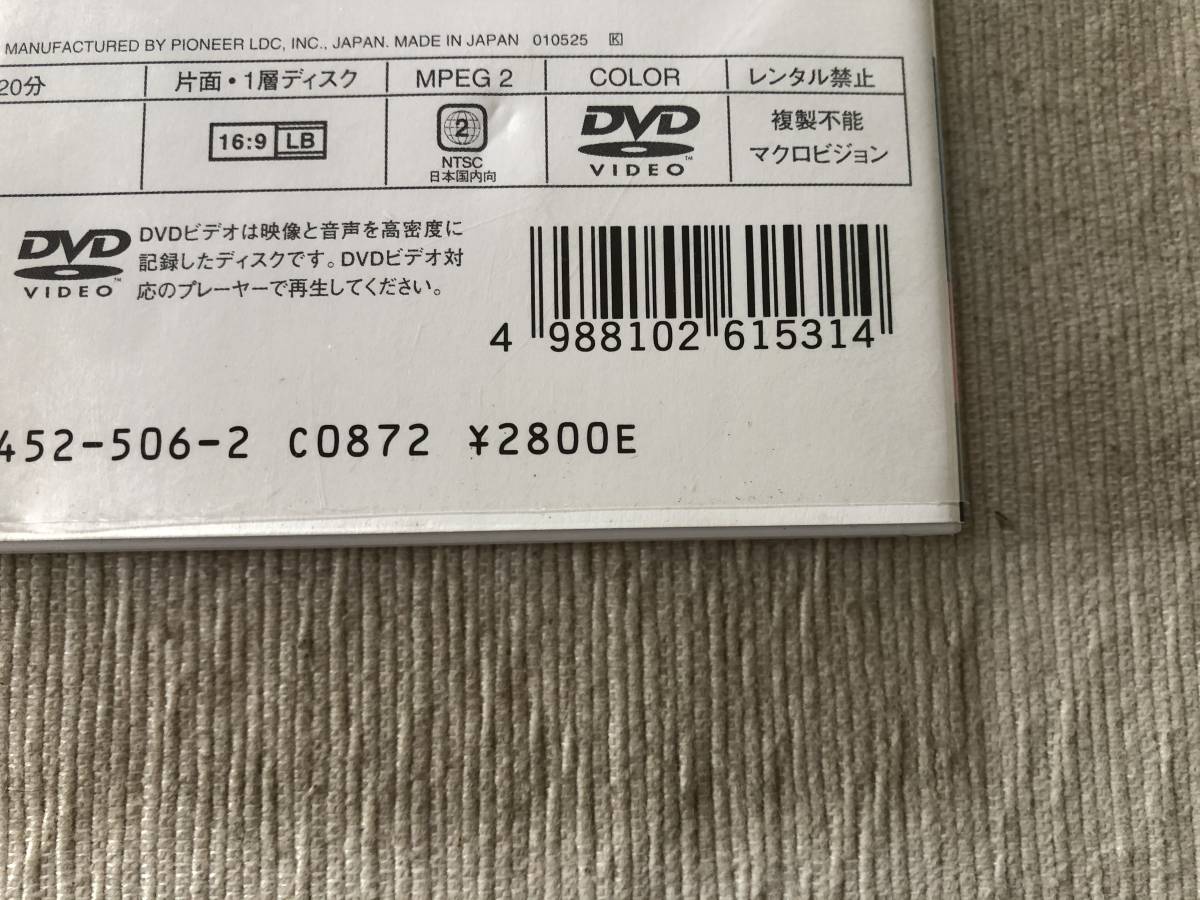 MANUFACTURED BY PIONEER LDC, INC., JAPAN. MADE IN JAPAN 010525 K
20分 片面・1層ディスク MPEG 2 COLOR レンタル禁止
16:9 LB
2
NTSC
日本国内向
DVD
VIDEO™
複製不能
マクロビジョン
DVD
VIDEO™
DVDビデオは映像と音声を高密度に
記録したディスクです。DVDビデオ対
応のプレーヤーで再生してください。
4 988102 615314
452-506-2 C0872 ¥2800E